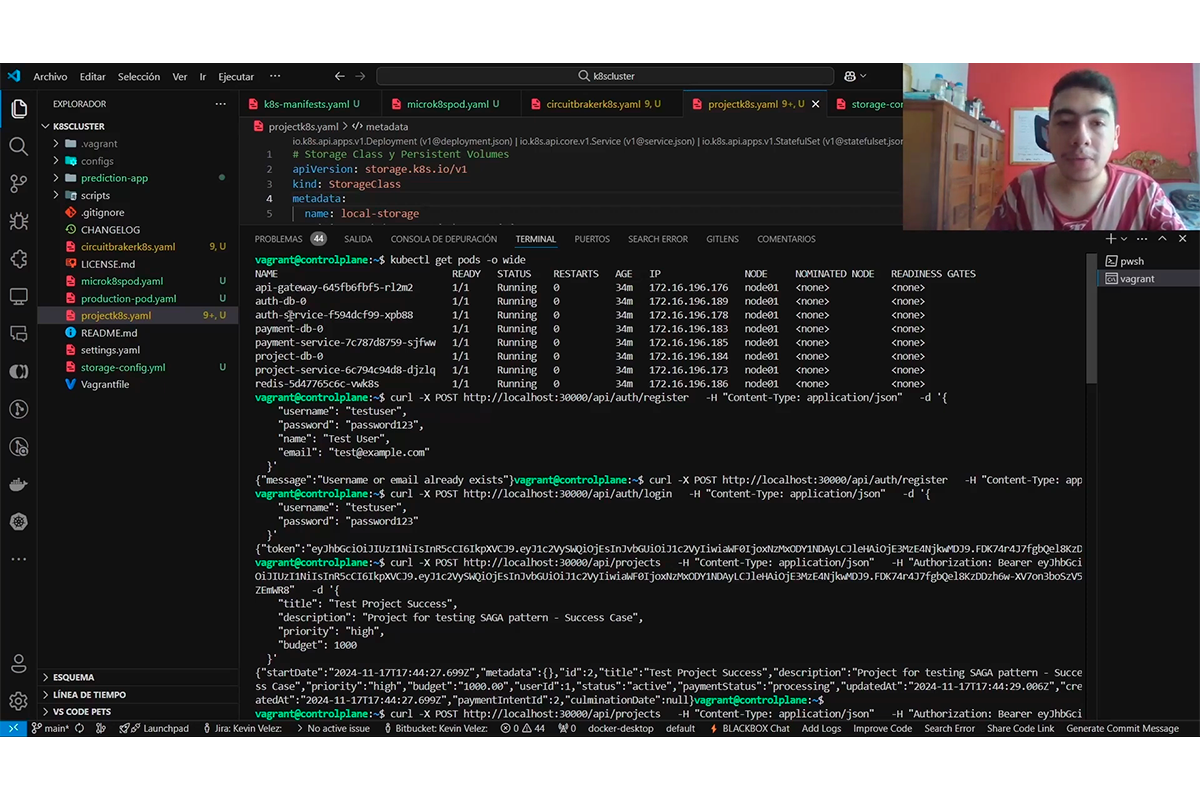 Archivo Editar Selección Ver Ir Ejecutar ··· k8scluster
EXPLORADOR ···
K8SCLUSTER
.vagrant
configs
prediction-app
scripts
.gitignore
CHANGELOG
circuitbrakerk8s.yaml 9, U
LICENSE.md
microk8spod.yaml U
production-pod.yaml U
projectk8s.yaml 9+, U
README.md
settings.yaml
storage-config.yml U
Vagrantfile
ESQUEMA
LÍNEA DE TIEMPO
VS CODE PETS
k8s-manifests.yaml U microk8spod.yaml U circuitbrakerk8s.yaml 9, U projectk8s.yaml 9+, U storage-co
projectk8s.yaml > metadata
io.k8s.api.apps.v1.Deployment (v1@deployment.json) | io.k8s.api.core.v1.Service (v1@service.json) | io.k8s.api.apps.v1.StatefulSet (v1@statefulset.json
1 # Storage Class y Persistent Volumes
2 apiVersion: storage.k8s.io/v1
3 kind: StorageClass
4 metadata:
5 name: local-storage
PROBLEMAS 44 SALIDA CONSOLA DE DEPURACIÓN TERMINAL PUERTOS SEARCH ERROR GITLENS COMENTARIOS
pwsh
vagrant
vagrant@controlplane:~$ kubectl get pods -o wide
NAME READY STATUS RESTARTS AGE IP NODE NOMINATED NODE READINESS GATES
api-gateway-645fb6fbf5-rl2m2 1/1 Running 0 34m 172.16.196.176 node01 <none> <none>
auth-db-0 1/1 Running 0 34m 172.16.196.189 node01 <none> <none>
auth-service-f594dcf99-xpb88 1/1 Running 0 34m 172.16.196.178 node01 <none> <none>
payment-db-0 1/1 Running 0 34m 172.16.196.183 node01 <none> <none>
payment-service-7c787d8759-sjfww 1/1 Running 0 34m 172.16.196.185 node01 <none> <none>
project-db-0 1/1 Running 0 34m 172.16.196.184 node01 <none> <none>
project-service-6c794c94d8-djzlq 1/1 Running 0 34m 172.16.196.173 node01 <none> <none>
redis-5d47765c6c-vwk8s 1/1 Running 0 34m 172.16.196.186 node01 <none> <none>
vagrant@controlplane:~$ curl -X POST http://localhost:30000/api/auth/register -H "Content-Type: application/json" -d '{
"username": "testuser",
"password": "password123",
"name": "Test User",
"email": "test@example.com"
}'
{"message":"Username or email already exists"}vagrant@controlplane:~$ curl -X POST http://localhost:30000/api/auth/register -H "Content-Type: app
vagrant@controlplane:~$ curl -X POST http://localhost:30000/api/auth/login -H "Content-Type: application/json" -d '{
"username": "testuser",
"password": "password123"
}'
{"token":"eyJhbGciOiJIUzI1NiIsInR5cCI6IkpXVCJ9.eyJ1c2VySWQiOjEsInJvbGUiOiJ1c2VyIiwiaWF0IjoxNzMxODY1NDAyLCJleHAiOjE3MzE4NjkwMDJ9.FDK74r4J7fgbQel8KzD
vagrant@controlplane:~$ curl -X POST http://localhost:30000/api/projects -H "Content-Type: application/json" -H "Authorization: Bearer eyJhbGci
OiJIUzI1NiIsInR5cCI6IkpXVCJ9.eyJ1c2VySWQiOjEsInJvbGUiOiJ1c2VyIiwiaWF0IjoxNzMxODY1NDAyLCJleHAiOjE3MzE4NjkwMDJ9.FDK74r4J7fgbQel8KzDzh6w-XV7on3boSzV5
ZEmWR8" -d '{
"title": "Test Project Success",
"description": "Project for testing SAGA pattern - Success Case",
"priority": "high",
"budget": 1000
}'
{"startDate":"2024-11-17T17:44:27.699Z","metadata":{},"id":2,"title":"Test Project Success","description":"Project for testing SAGA pattern - Succe
ss Case","priority":"high","budget":"1000.00","userId":1,"status":"active","paymentStatus":"processing","updatedAt":"2024-11-17T17:44:29.006Z","cre
atedAt":"2024-11-17T17:44:27.699Z","paymentIntentId":2,"culminationDate":null}vagrant@controlplane:~$
vagrant@controlplane:~$ curl -X POST http://localhost:30000/api/projects -H "Content-Type: application/json" -H "Authorization: Bearer eyJhbGci
main* Launchpad Jira: Kevin Velez: No active issue Bitbucket: Kevin Velez: 0 44 0 docker-desktop default BLACKBOX Chat Add Logs Improve Code Search Error Share Code Link Generate Commit Message